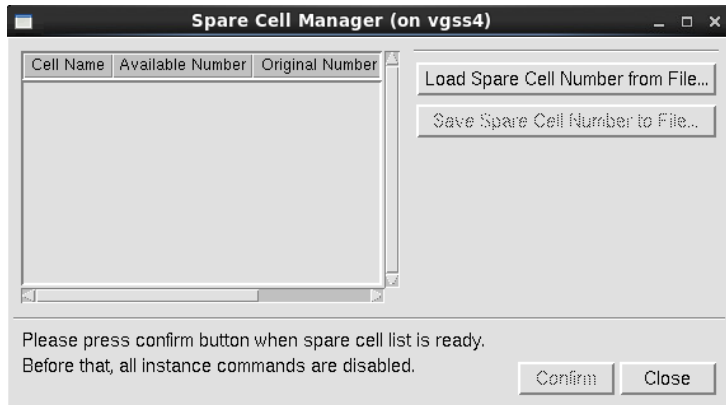 Spare Cell Manager (on vgss4)
Cell Name Available Number Original Number
Load Spare Cell Number from File...
Save Spare Cell Number to File...
Please press confirm button when spare cell list is ready.
Before that, all instance commands are disabled.
Confirm Close